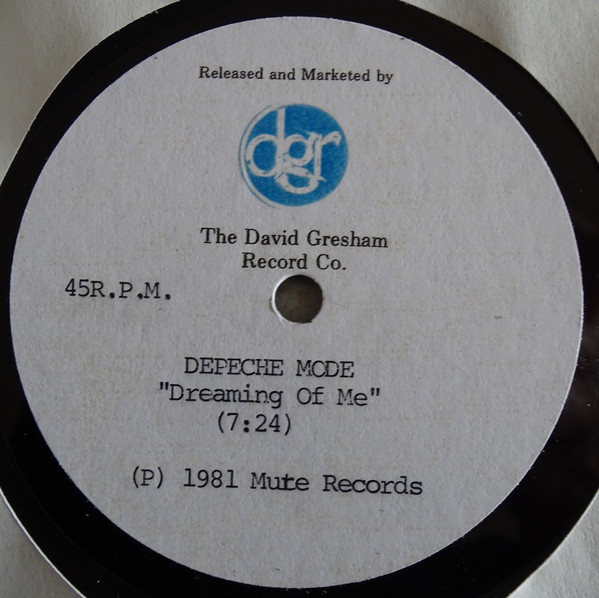 Released and Marketed by
dgr
The David Gresham
Record Co.
45R.P.M.
DEPECHE MODE
"Dreaming Of Me"
(7:24)
(P) 1981 Mute Records